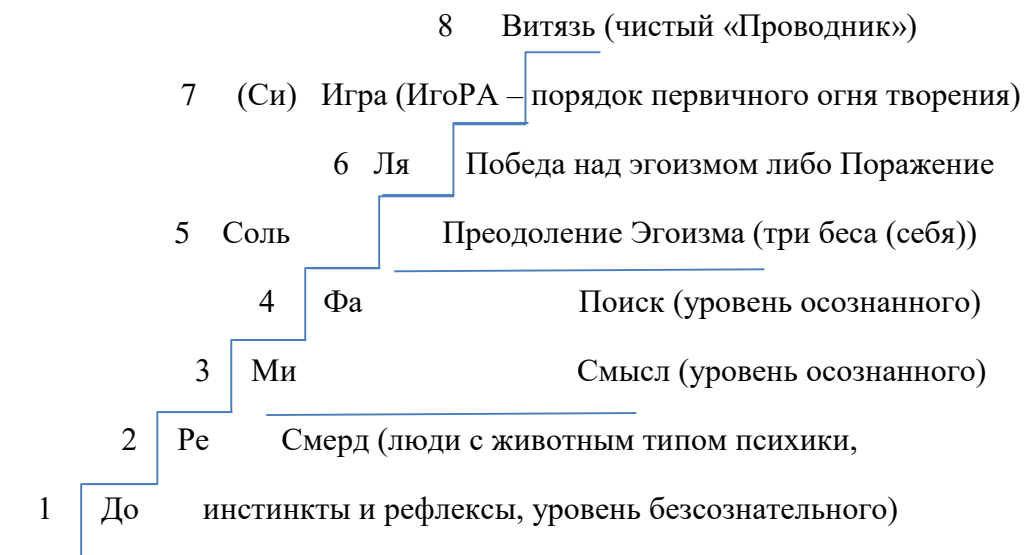 8 Витязь (чистый «Проводник»)
7 (Си) Игра (ИгоРА – порядок первичного огня творения)
6 Ля Победа над эгоизмом либо Поражение
5 Соль Преодоление Эгоизма (три беса (себя))
4 Фа Поиск (уровень осознанного)
3 Ми Смысл (уровень осознанного)
2 Ре Смерд (люди с животным типом психики,
1 До инстинкты и рефлексы, уровень безсознательного)